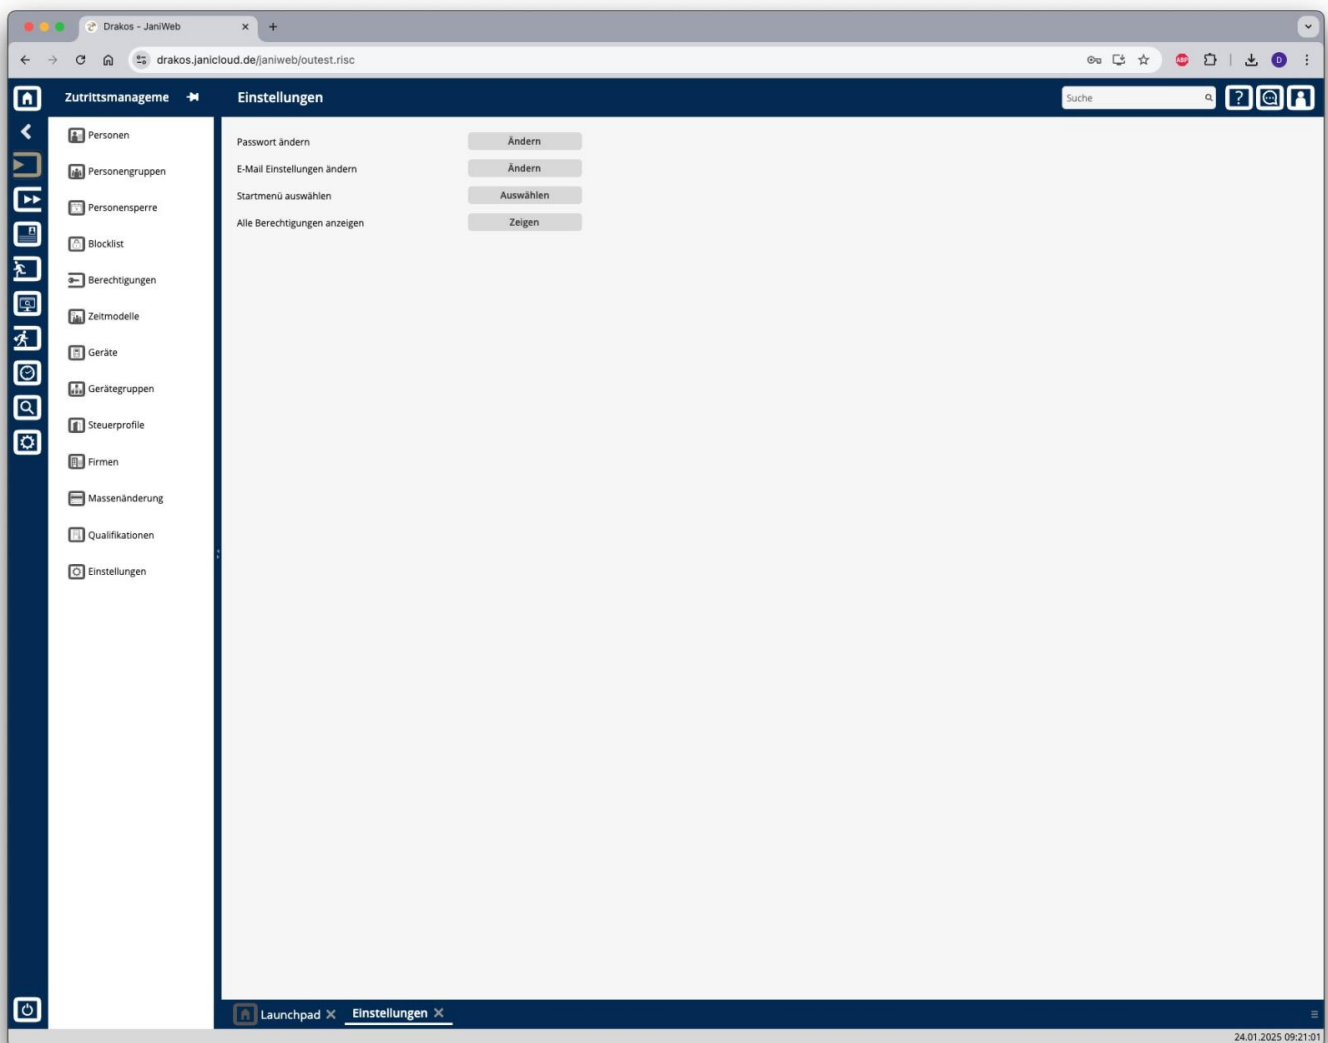 Drakos - JaniWeb
drakos.janicloud.de/janiweb/outest.risc
ABP
D
Zutrittsmanageme
Einstellungen
Suche
?
Personen
Personengruppen
Personensperre
Blocklist
Berechtigungen
Zeitmodelle
Geräte
Gerätegruppen
Steuerprofile
Firmen
Massenänderung
Qualifikationen
Einstellungen
Passwort ändern Ändern
E-Mail Einstellungen ändern Ändern
Startmenü auswählen Auswählen
Alle Berechtigungen anzeigen Zeigen
Launchpad Einstellungen
24.01.2025 09:21:01